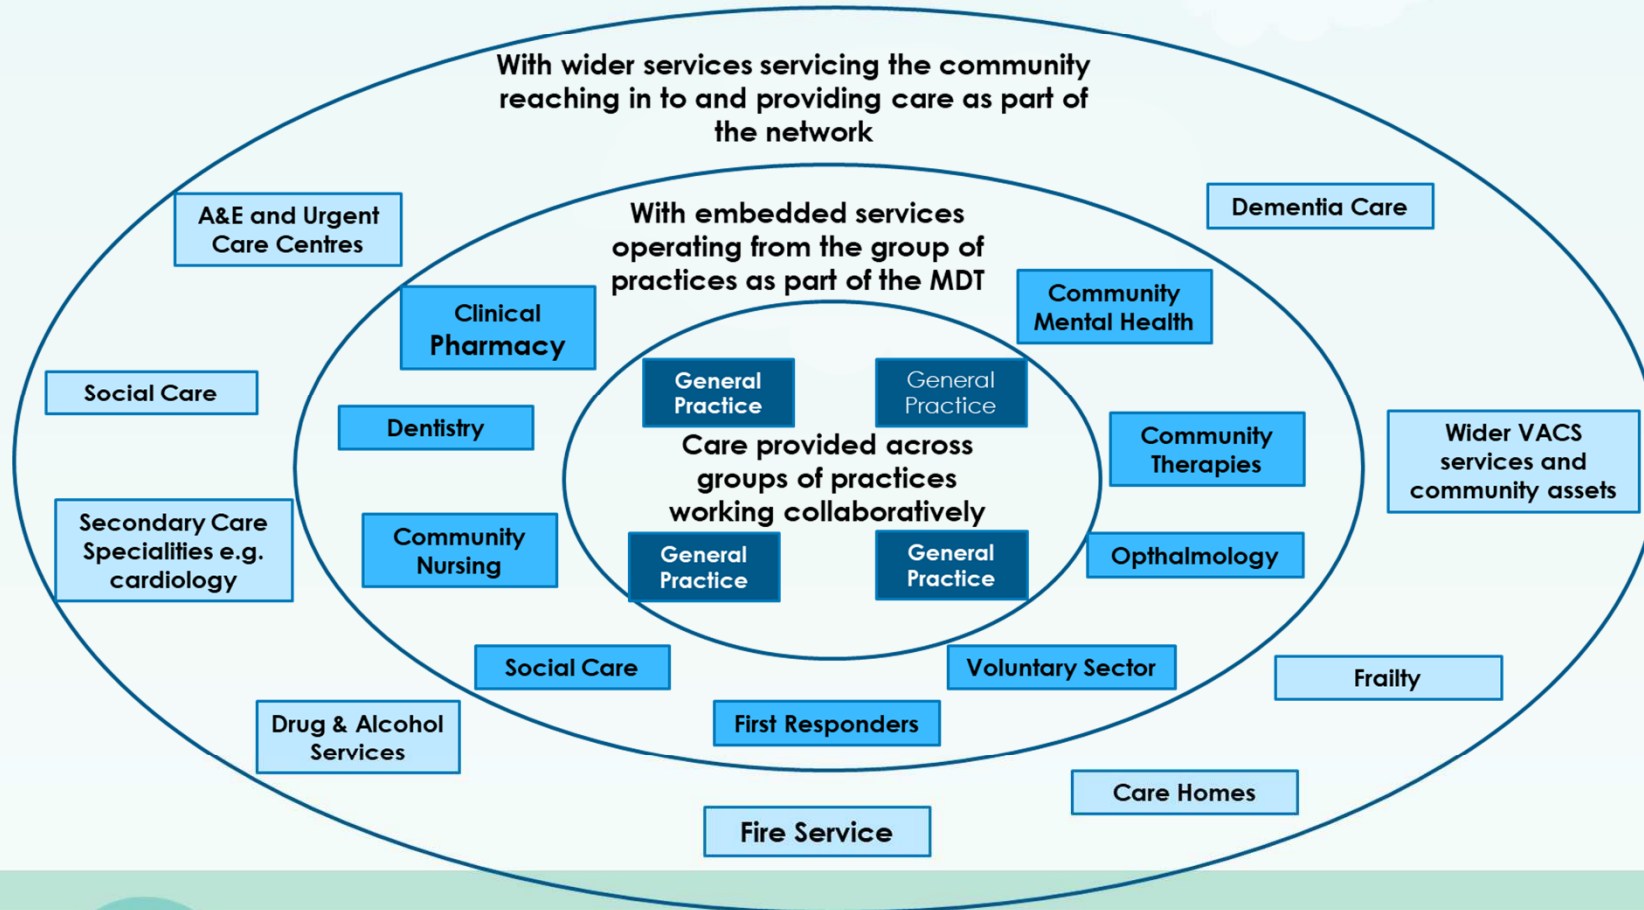 With wider services servicing the community
reaching in to and providing care as part of
the network
A&E and Urgent
Care Centres
Dementia Care
With embedded services
operating from the group of
practices as part of the MDT
Clinical
Pharmacy
Community
Mental Health
General
Practice
General
Practice
Social Care
Dentistry
Care provided across
groups of practices
working collaboratively
Community
Therapies
Wider VACS
services and
community assets
Secondary Care
Specialities e.g.
cardiology
Community
Nursing
General
Practice
General
Practice
Opthalmology
Social Care
Voluntary Sector
Frailty
Drug & Alcohol
Services
First Responders
Care Homes
Fire Service